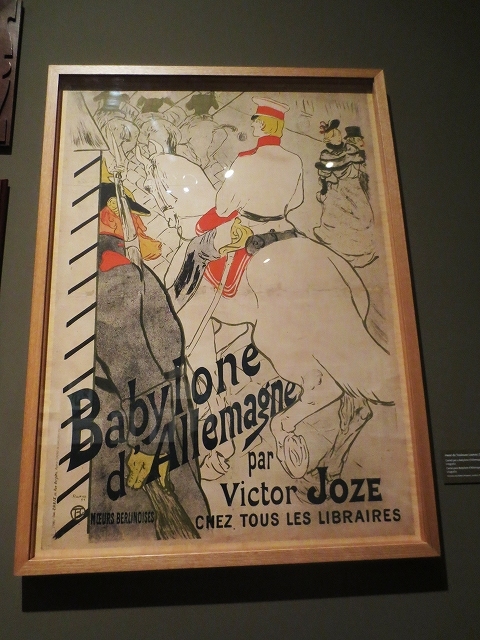 Babylone
d'Allemagne
par
Victor JOZE
MŒURS BERLINOISES
CHEZ TOUS LES LIBRAIRES